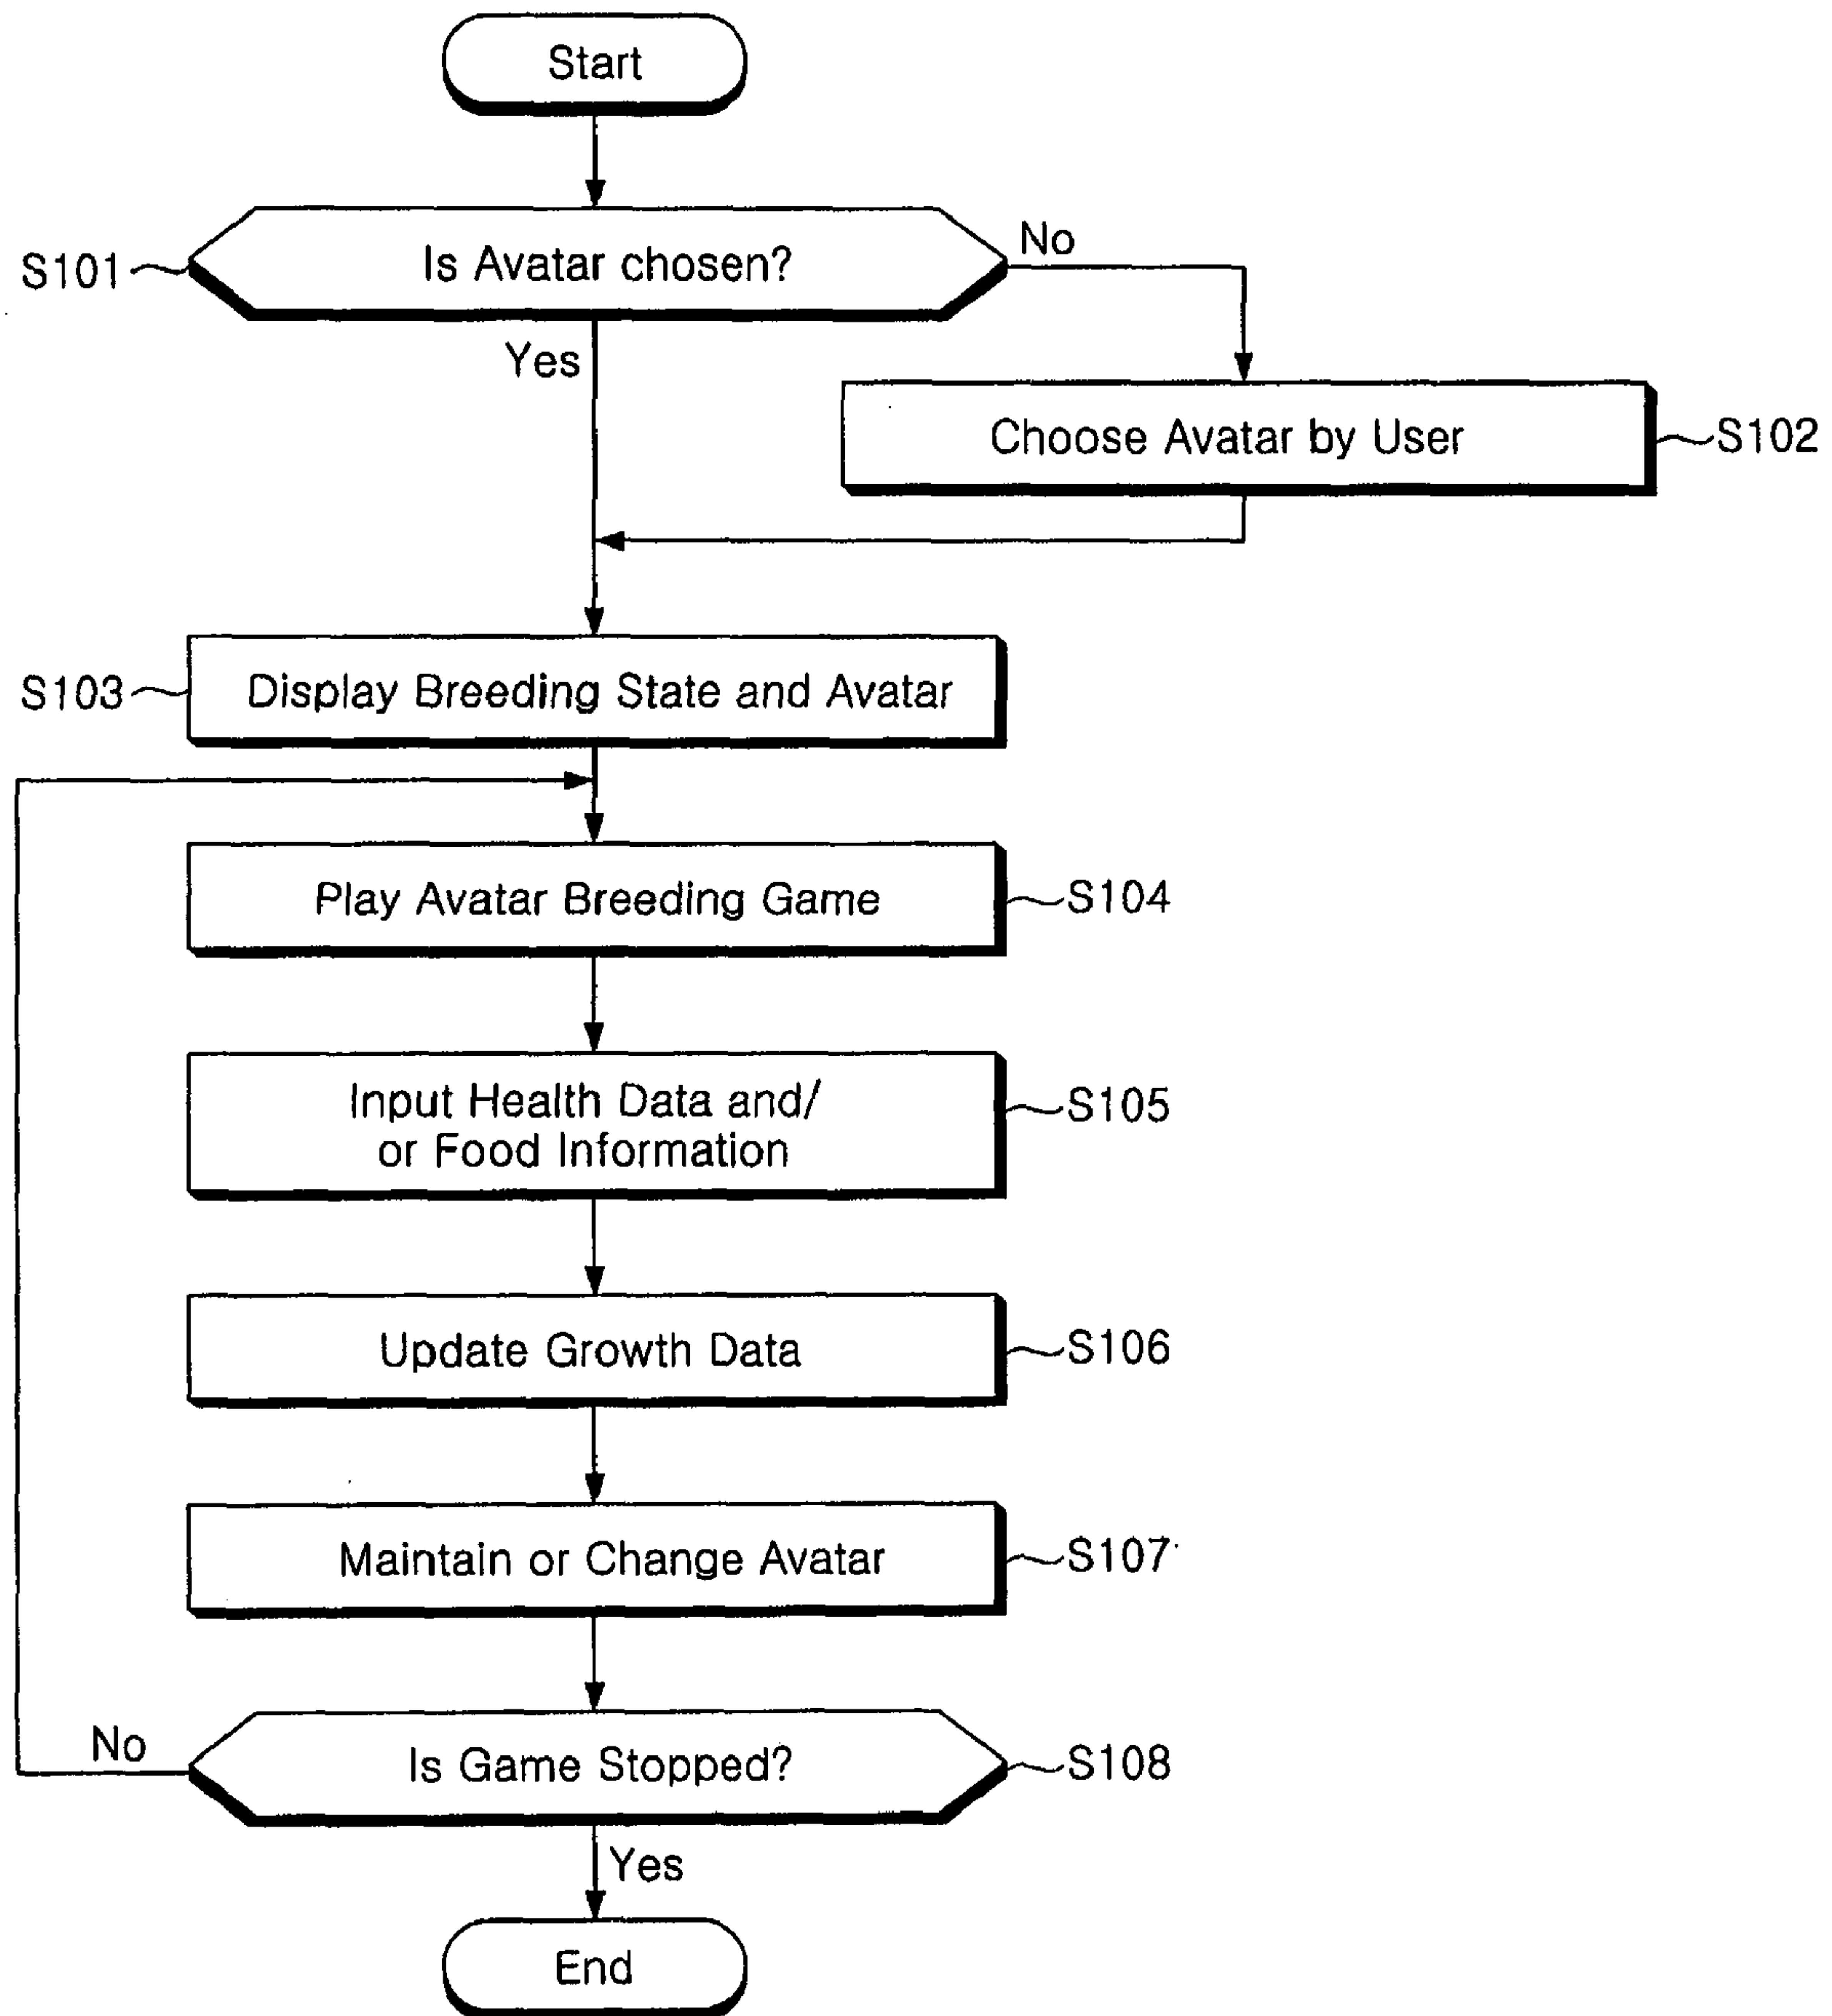 Start
S101
Is Avatar chosen?
No
Yes
Choose Avatar by User
S102
S103
Display Breeding State and Avatar
Play Avatar Breeding Game
S104
Input Health Data and/
or Food Information
S105
Update Growth Data
S106
Maintain or Change Avatar
S107
No
Is Game Stopped?
S108
Yes
End